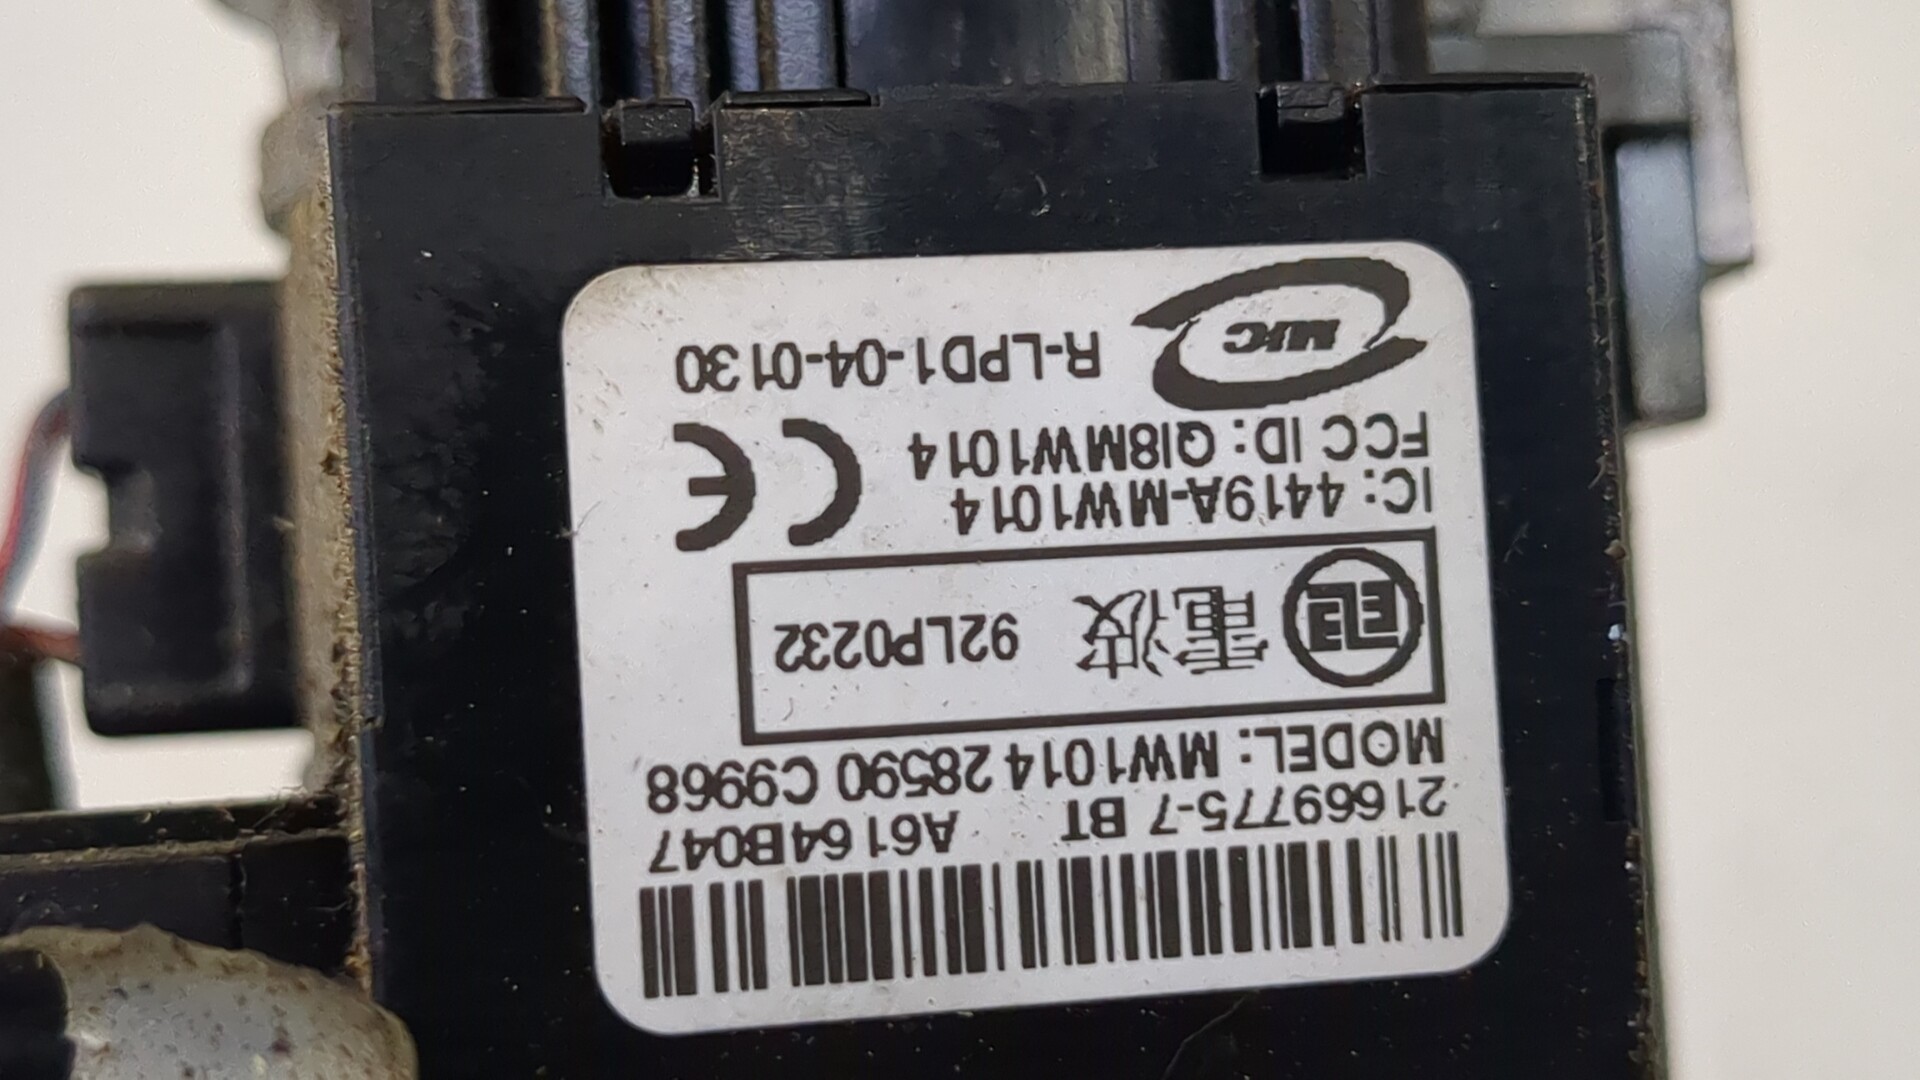 21669775-7 BT A6164B047
MODEL: MW1014 28590 C9968
電波 92LP0232
IC: 4419A-MW1014
FCC ID: QI8MW1014
CE
MIC R-LPD1-04-0130